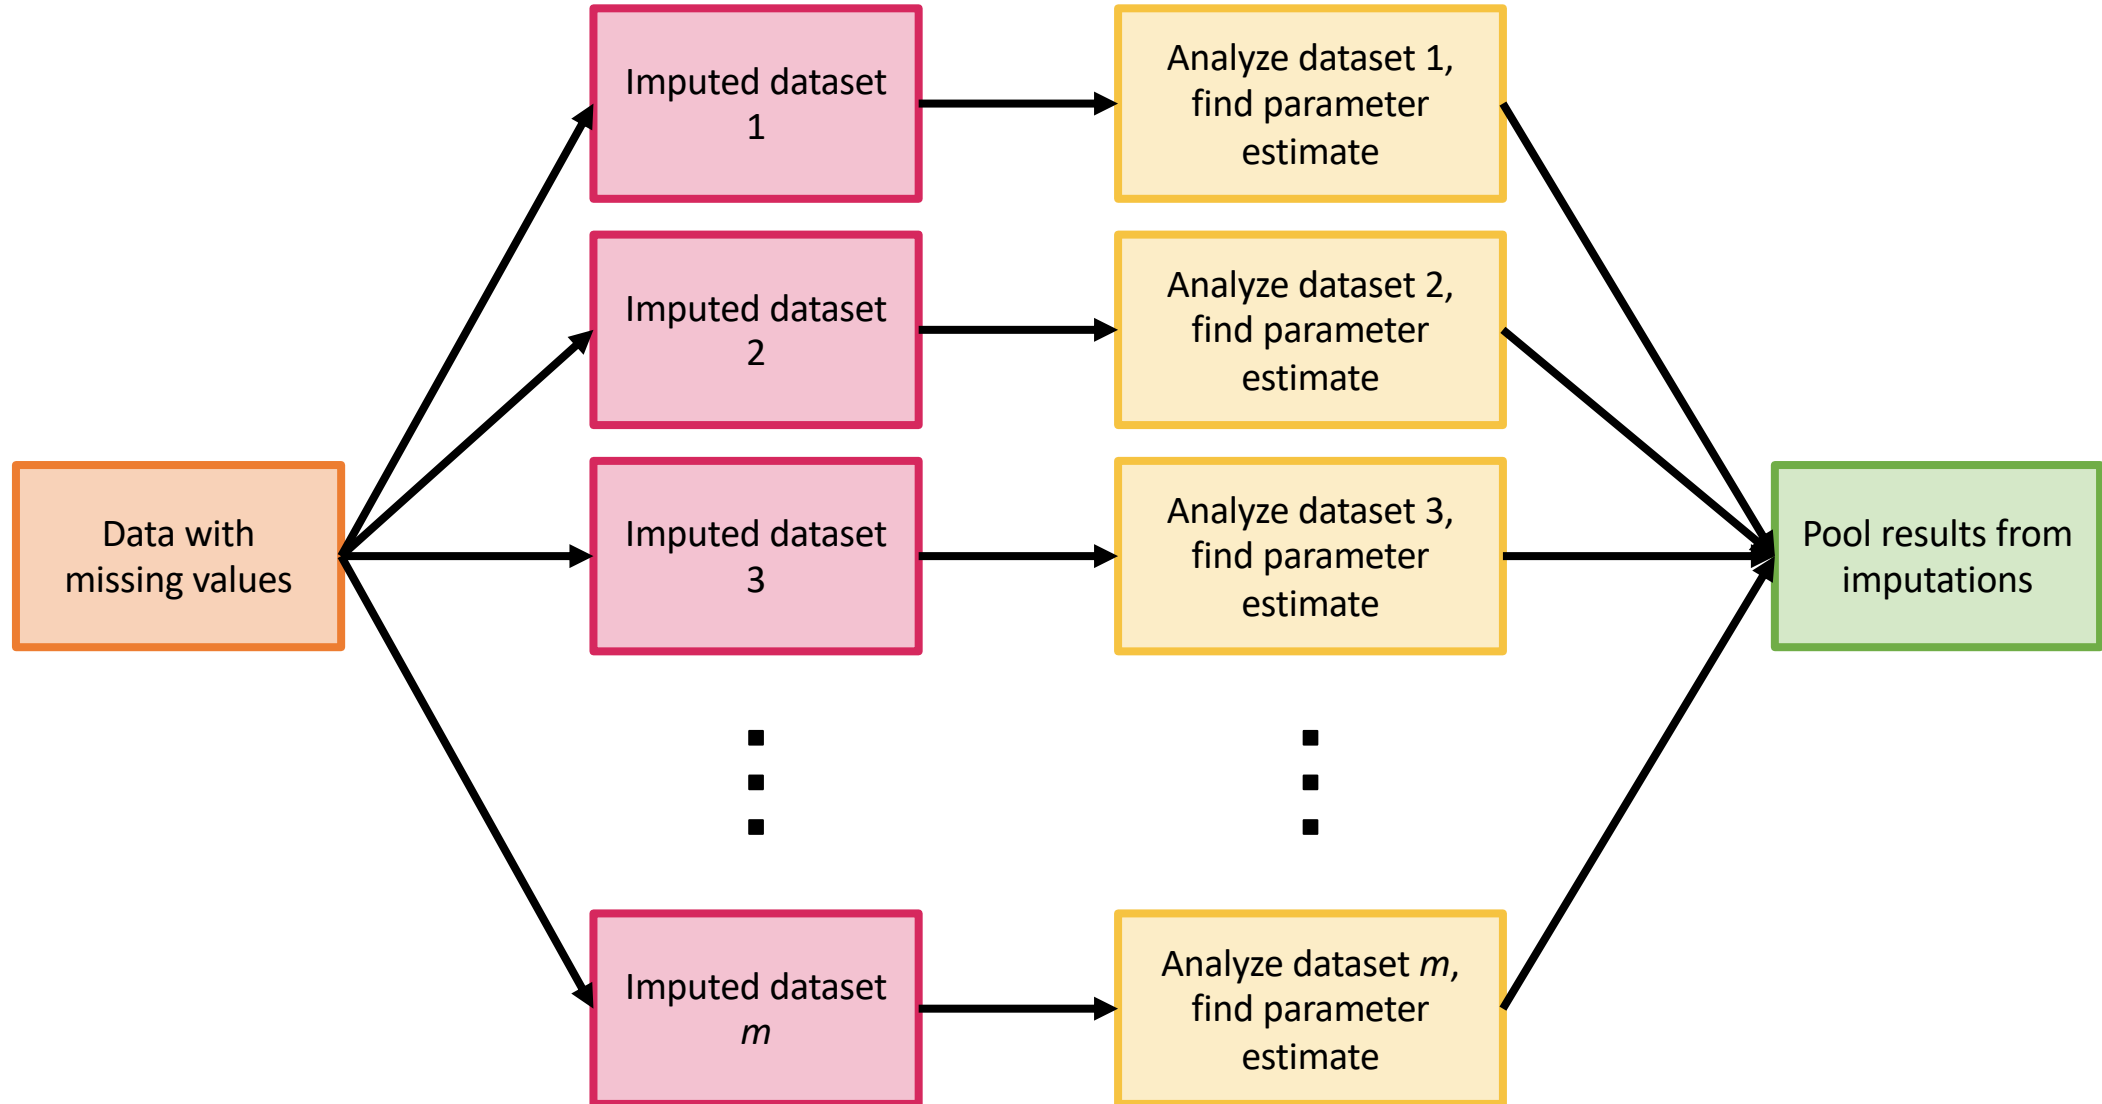 Data with
missing values
Imputed dataset
1
Analyze dataset 1,
find parameter
estimate
Imputed dataset
2
Analyze dataset 2,
find parameter
estimate
Imputed dataset
3
Analyze dataset 3,
find parameter
estimate
Imputed dataset
m
Analyze dataset m,
find parameter
estimate
Pool results from
imputations